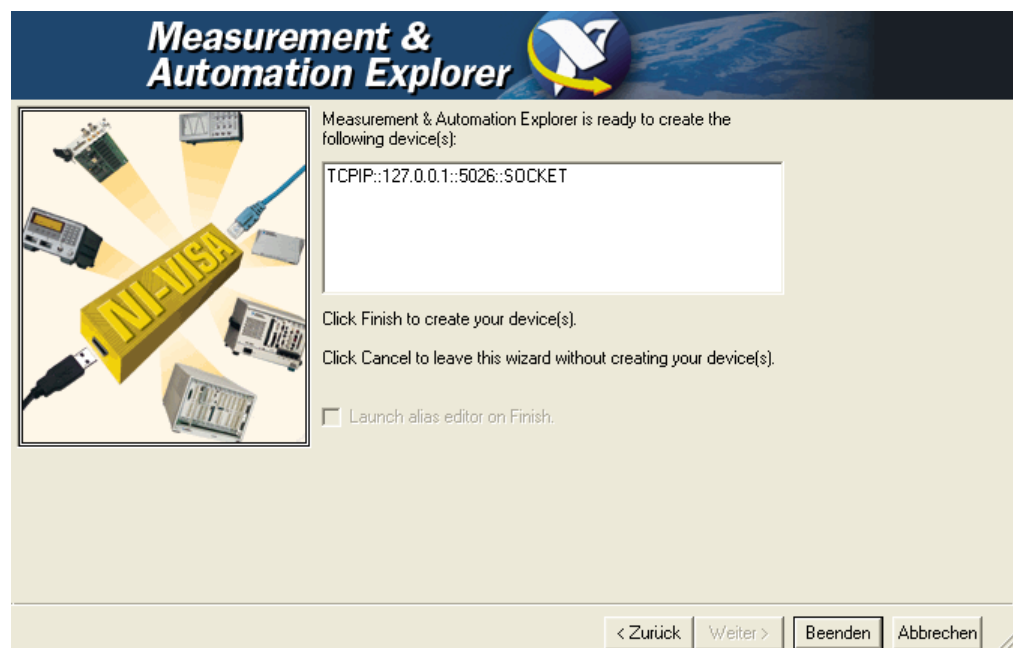 Measurement &
Automation Explorer
Measurement & Automation Explorer is ready to create the
following device(s):
TCPIP::127.0.0.1::5026::SOCKET
NI-VISA
Click Finish to create your device(s).
Click Cancel to leave this wizard without creating your device(s).
Launch alias editor on Finish.
< Zurück Weiter > Beenden Abbrechen